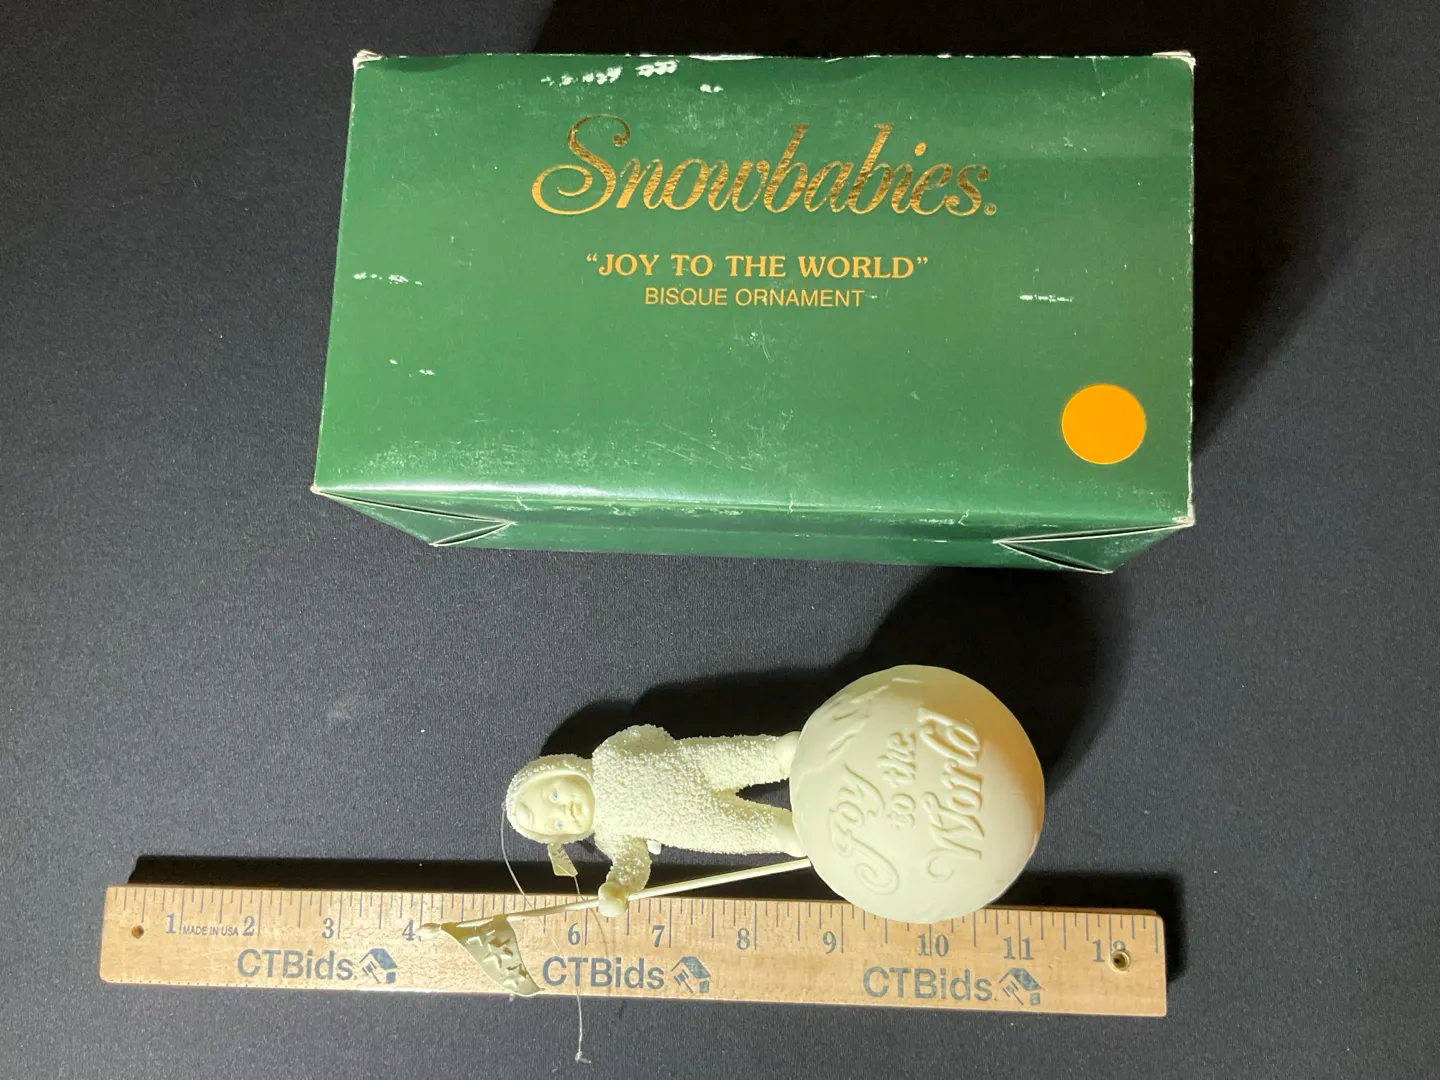 Snowbabies©
“JOY TO THE WORLD”
BISQUE ORNAMENT
Joy
to the
World
1 MADE IN USA 2 3 4 6 7 8 9 10 11 12
CTBids CTBids CTBids